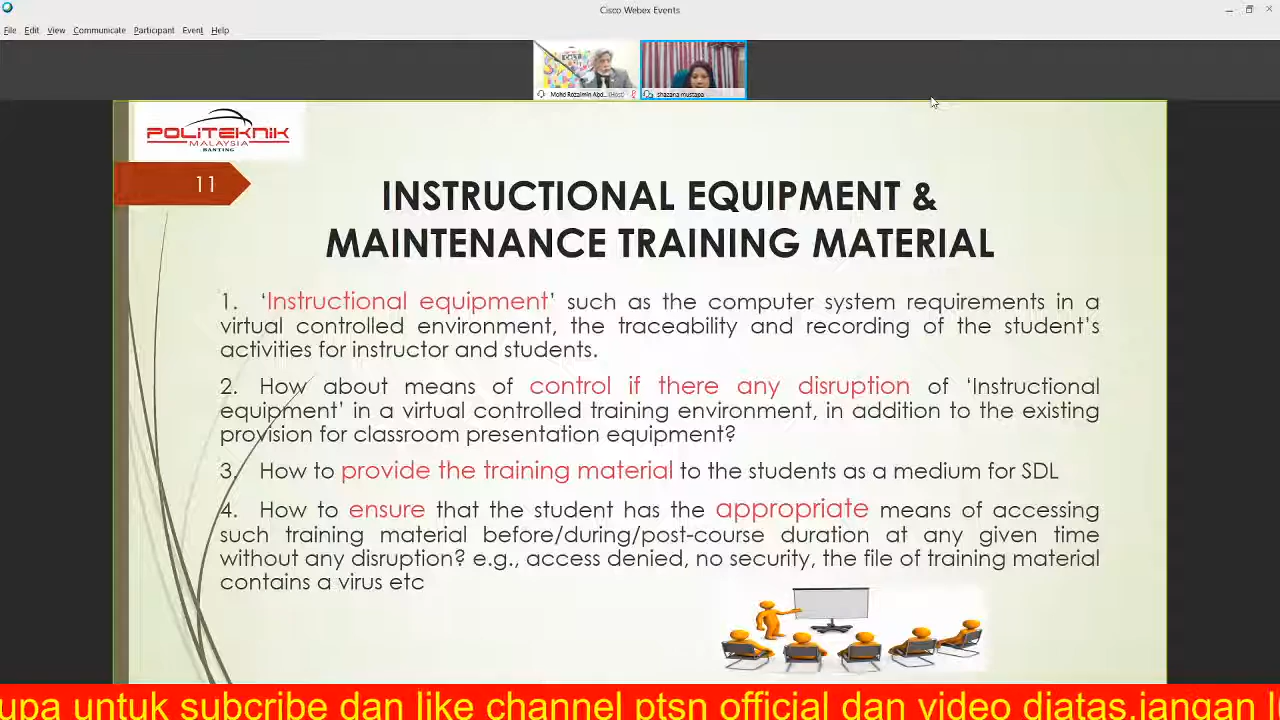 Cisco Webex Events
File Edit View Communicate Participant Event Help
Mohd Rozaimin Abd... (Host)
shazana mustapa
POLITEKNIK
MALAYSIA
BANTING
11
INSTRUCTIONAL EQUIPMENT &
MAINTENANCE TRAINING MATERIAL
1. ‘Instructional equipment’ such as the computer system requirements in a
virtual controlled environment, the traceability and recording of the student’s
activities for instructor and students.
2. How about means of control if there any disruption of ‘Instructional
equipment’ in a virtual controlled training environment, in addition to the existing
provision for classroom presentation equipment?
3. How to provide the training material to the students as a medium for SDL
4. How to ensure that the student has the appropriate means of accessing
such training material before/during/post-course duration at any given time
without any disruption? e.g., access denied, no security, the file of training material
contains a virus etc
upa untuk subcribe dan like channel ptsn official dan video diatas.jangan l